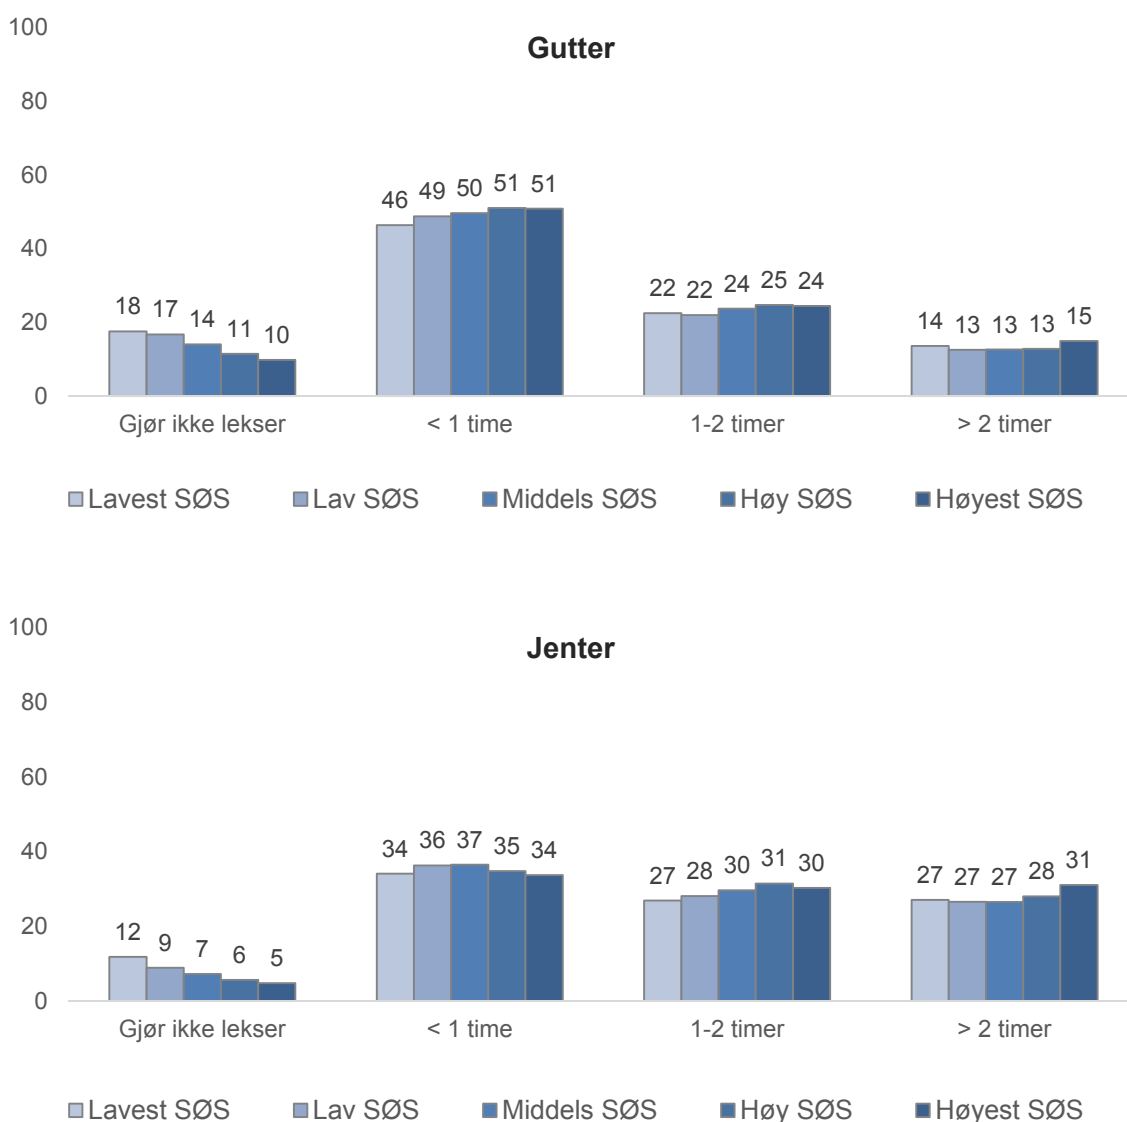 100
Gutter
80
60
46 49 50 51 51
40
22 22 24 25 24
18 17 14 11 10
14 13 13 13 15
20
0
Gjør ikke lekser < 1 time 1-2 timer > 2 timer
Lavest SØS Lav SØS Middels SØS Høy SØS Høyest SØS
100
Jenter
80
60
40
34 36 37 35 34
27 28 30 31 30
27 27 27 28 31
20
12 9 7 6 5
0
Gjør ikke lekser < 1 time 1-2 timer > 2 timer
Lavest SØS Lav SØS Middels SØS Høy SØS Høyest SØS